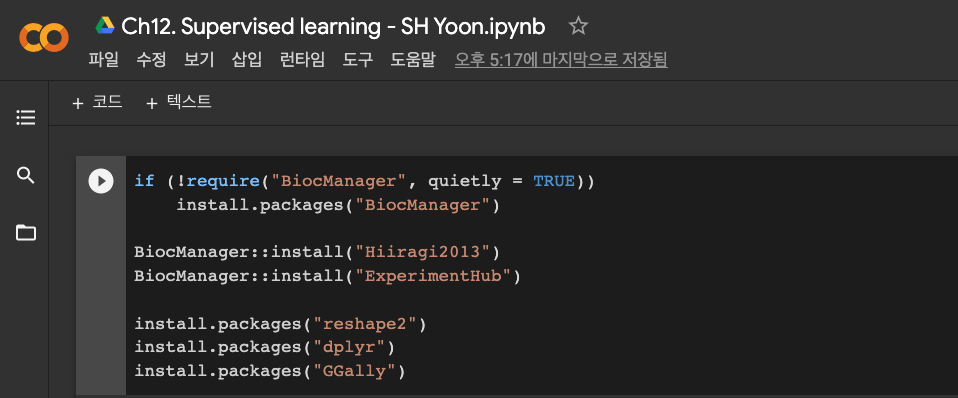 Ch12. Supervised learning - SH Yoon.ipynb
파일 수정 보기 삽입 런타임 도구 도움말 오후 5:17에 마지막으로 저장됨
+ 코드 + 텍스트
if (!require("BiocManager", quietly = TRUE))
    install.packages("BiocManager")
BiocManager::install("Hiiragi2013")
BiocManager::install("ExperimentHub")
install.packages("reshape2")
install.packages("dplyr")
install.packages("GGally")